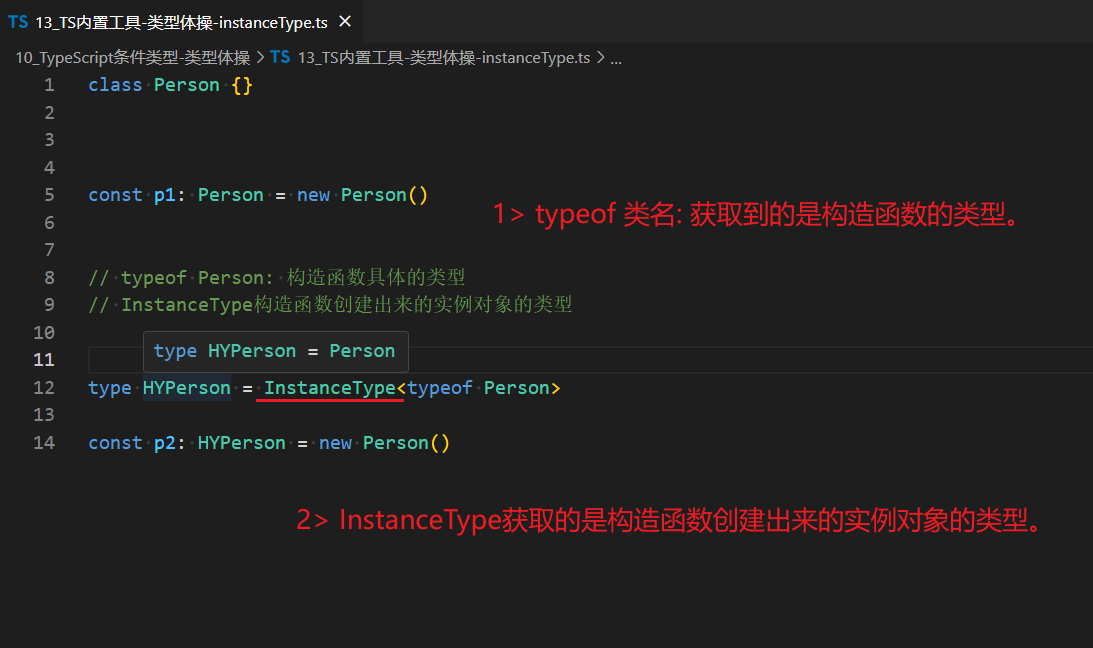 TS 13_TS内置工具-类型体操-instanceType.ts ×
10_TypeScript条件类型-类型体操 > TS 13_TS内置工具-类型体操-instanceType.ts > ...
1 class Person {}
2
3
4
5 const p1: Person = new Person()
1> typeof 类名: 获取到的是构造函数的类型。
6
7
8 // typeof Person: 构造函数具体的类型
9 // InstanceType构造函数创建出来的实例对象的类型
10
type HYPerson = Person
11
12 type HYPerson = InstanceType<typeof Person>
13
14 const p2: HYPerson = new Person()
2> InstanceType获取的是构造函数创建出来的实例对象的类型。